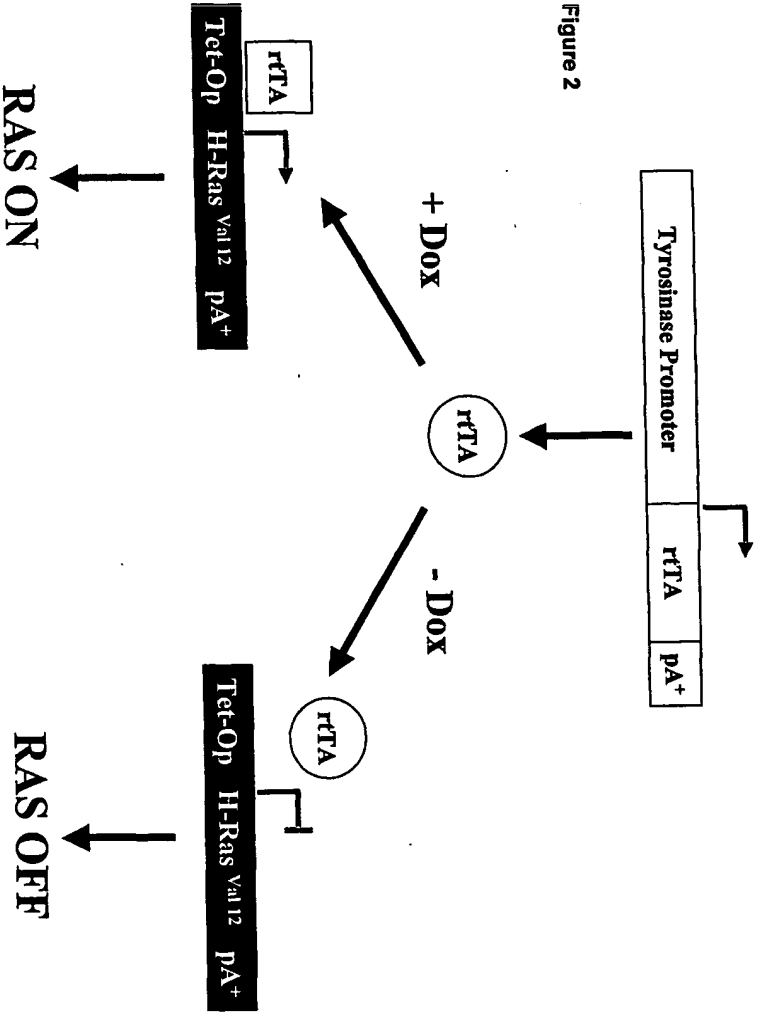 Figure 2
Tyrosinase Promoter rtTA pA+
rtTA
+ Dox - Dox
rtTA
rtTA
Tet-Op H-Ras Val 12 pA+
Tet-Op H-Ras Val 12 pA+
RAS ON
RAS OFF